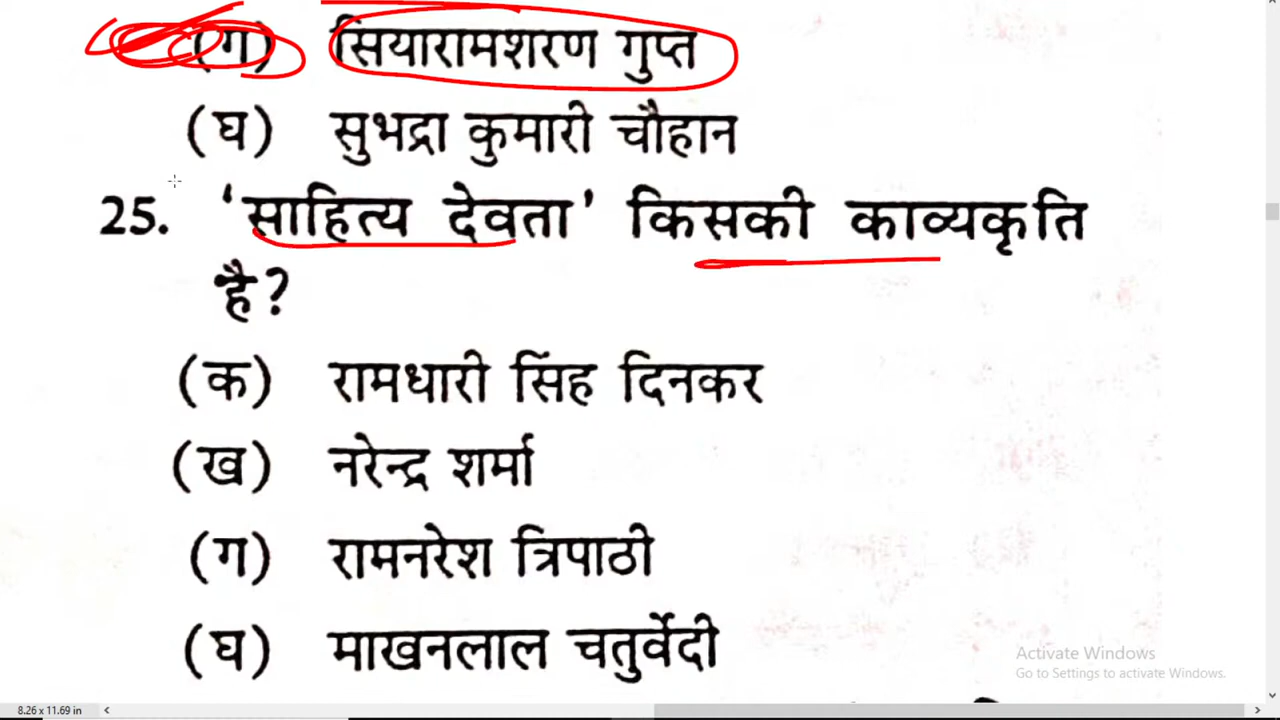 (ग) सियारामशरण गुप्त
(घ) सुभद्रा कुमारी चौहान
25. 'साहित्य देवता' किसकी काव्यकृति
है?
(क) रामधारी सिंह दिनकर
(ख) नरेन्द्र शर्मा
(ग) रामनरेश त्रिपाठी
(घ) माखनलाल चतुर्वेदी
Activate Windows
Go to Settings to activate Windows.
8.26 x 11.69 in